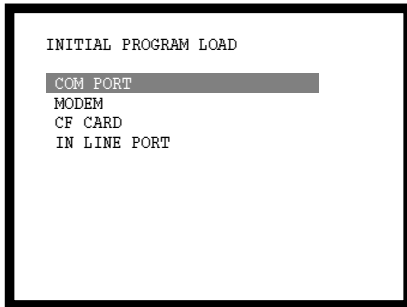 INITIAL PROGRAM LOAD
COM PORT
MODEM
CF CARD
IN LINE PORT